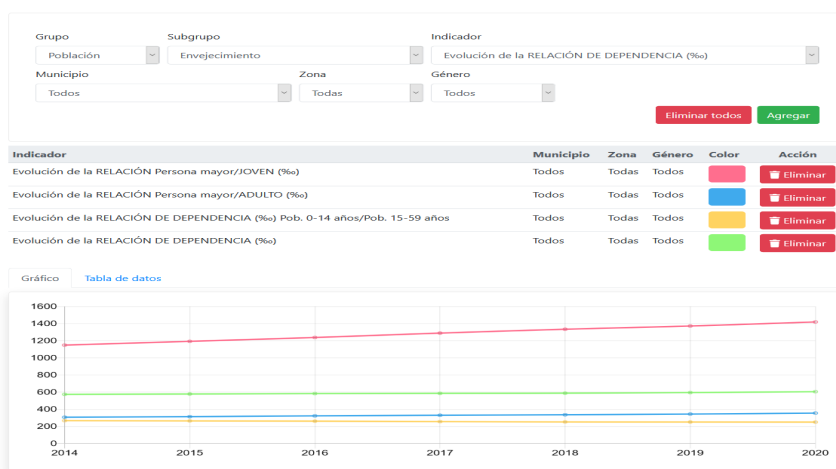 Grupo Subgrupo Indicador
Población Envejecimiento Evolución de la RELACIÓN DE DEPENDENCIA (‰)
Municipio Zona Género
Todos Todas Todos
Eliminar todos Agregar
Indicador Municipio Zona Género Color Acción
Evolución de la RELACIÓN Persona mayor/JOVEN (‰) Todos Todas Todos Eliminar
Evolución de la RELACIÓN Persona mayor/ADULTO (‰) Todos Todas Todos Eliminar
Evolución de la RELACIÓN DE DEPENDENCIA (‰) Pob. 0-14 años/Pob. 15-59 años Todos Todas Todos Eliminar
Evolución de la RELACIÓN DE DEPENDENCIA (‰) Todos Todas Todos Eliminar
Gráfico Tabla de datos
1600
1400
1200
1000
800
600
400
200
0
2014 2015 2016 2017 2018 2019 2020